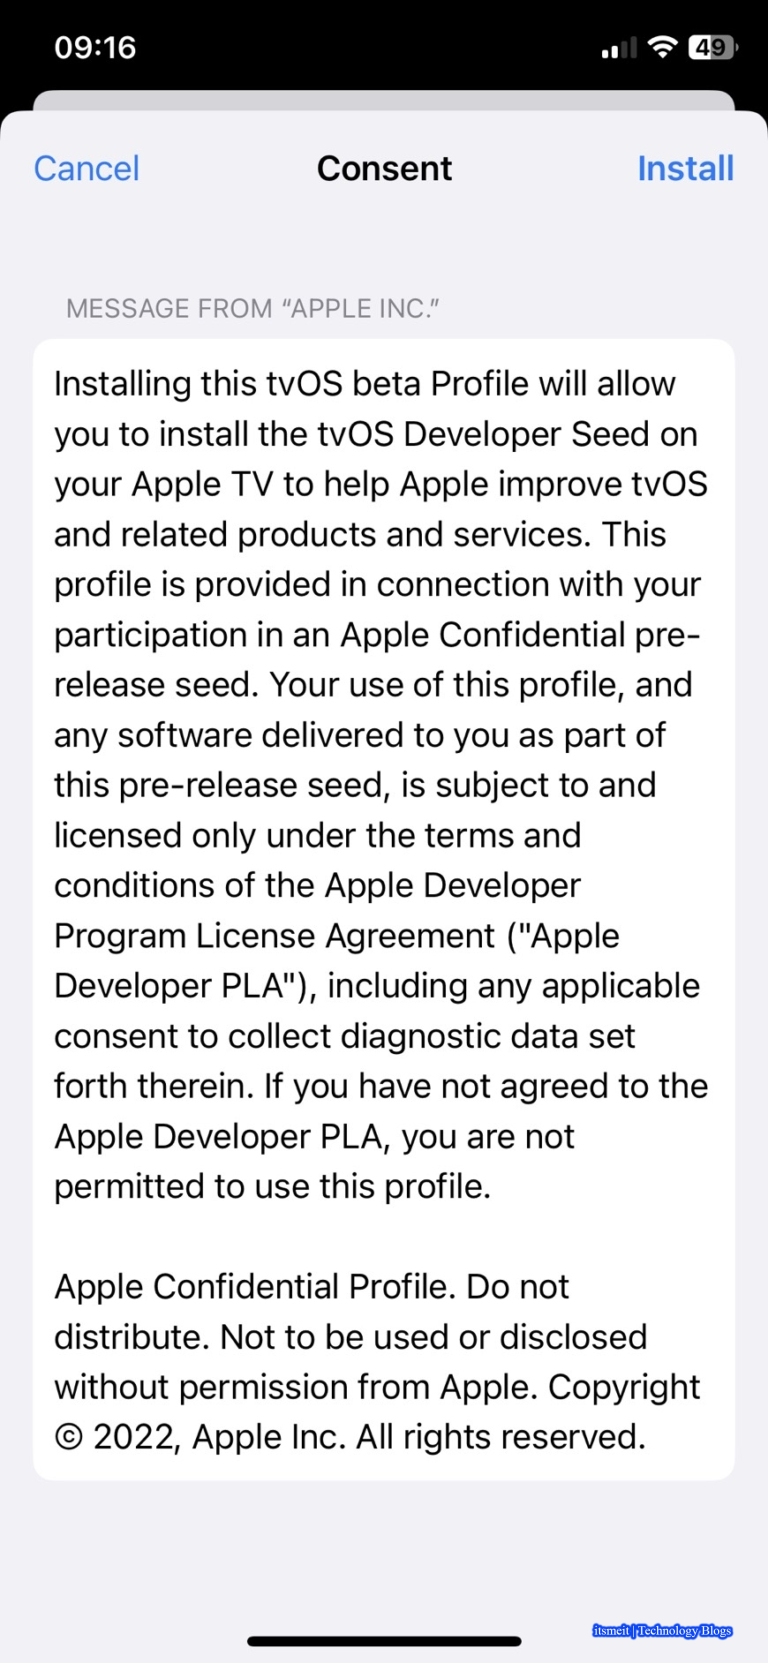 09:16
49
Cancel
Consent
Install
MESSAGE FROM “APPLE INC.”
Installing this tvOS beta Profile will allow
you to install the tvOS Developer Seed on
your Apple TV to help Apple improve tvOS
and related products and services. This
profile is provided in connection with your
participation in an Apple Confidential pre-
release seed. Your use of this profile, and
any software delivered to you as part of
this pre-release seed, is subject to and
licensed only under the terms and
conditions of the Apple Developer
Program License Agreement ("Apple
Developer PLA"), including any applicable
consent to collect diagnostic data set
forth therein. If you have not agreed to the
Apple Developer PLA, you are not
permitted to use this profile.
Apple Confidential Profile. Do not
distribute. Not to be used or disclosed
without permission from Apple. Copyright
© 2022, Apple Inc. All rights reserved.
itsmeit | Technology Blogs